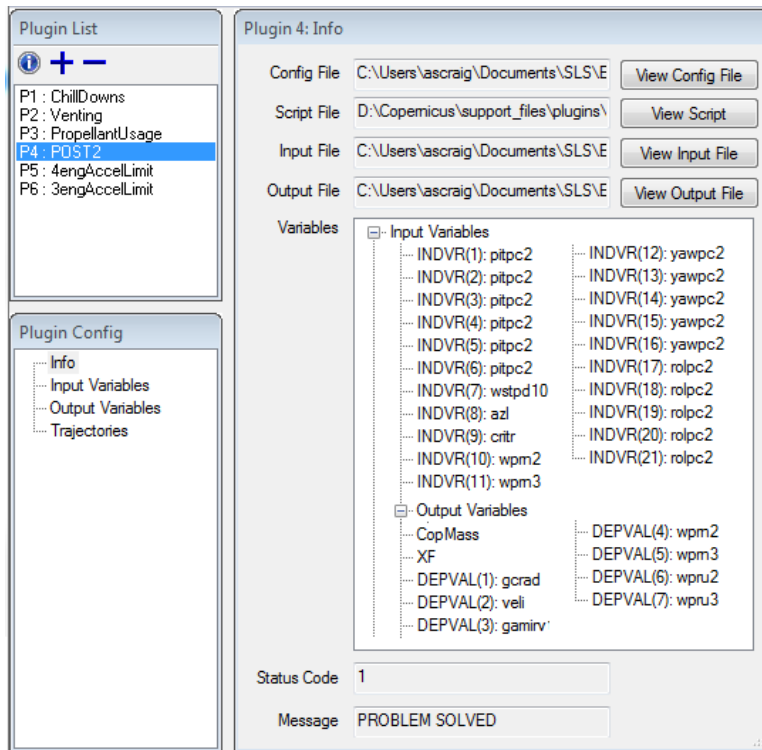 Plugin List
P1 : ChillDowns
P2 : Venting
P3 : PropellantUsage
P4 : POST2
P5 : 4engAccelLimit
P6 : 3engAccelLimit
Plugin Config
Info
Input Variables
Output Variables
Trajectories
Plugin 4: Info
Config File C:\Users\ascraig\Documents\SLS\E View Config File
Script File D:\Copernicus\support_files\plugins\ View Script
Input File C:\Users\ascraig\Documents\SLS\E View Input File
Output File C:\Users\ascraig\Documents\SLS\E View Output File
Variables
Input Variables
INDVR(1): pitpc2
INDVR(2): pitpc2
INDVR(3): pitpc2
INDVR(4): pitpc2
INDVR(5): pitpc2
INDVR(6): pitpc2
INDVR(7): wstpd10
INDVR(8): azl
INDVR(9): critr
INDVR(10): wpm2
INDVR(11): wpm3
INDVR(12): yawpc2
INDVR(13): yawpc2
INDVR(14): yawpc2
INDVR(15): yawpc2
INDVR(16): yawpc2
INDVR(17): rolpc2
INDVR(18): rolpc2
INDVR(19): rolpc2
INDVR(20): rolpc2
INDVR(21): rolpc2
Output Variables
CopMass
XF
DEPVAL(1): gcrad
DEPVAL(2): veli
DEPVAL(3): gamirv
DEPVAL(4): wpm2
DEPVAL(5): wpm3
DEPVAL(6): wpru2
DEPVAL(7): wpru3
Status Code 1
Message PROBLEM SOLVED